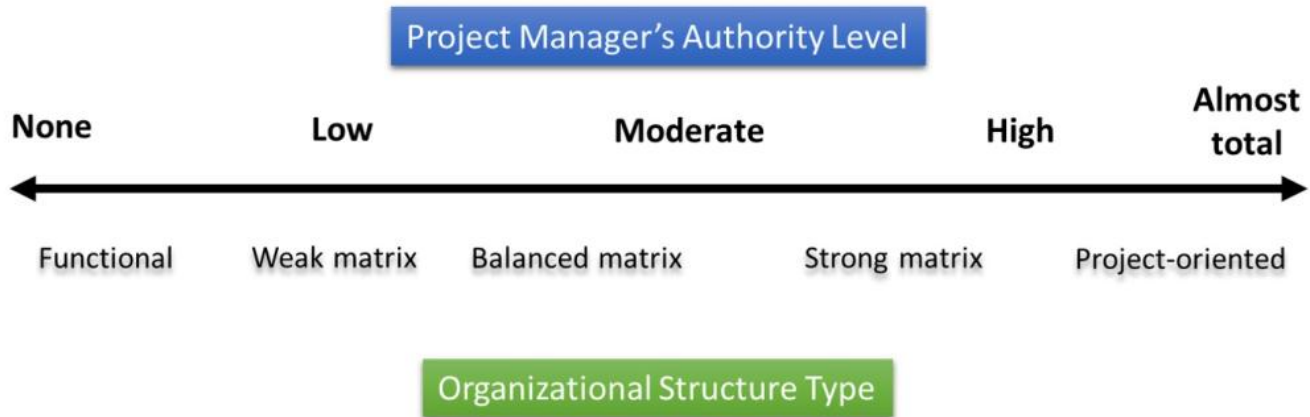 Project Manager’s Authority Level
None Low Moderate High Almost total
Functional Weak matrix Balanced matrix Strong matrix Project-oriented
Organizational Structure Type